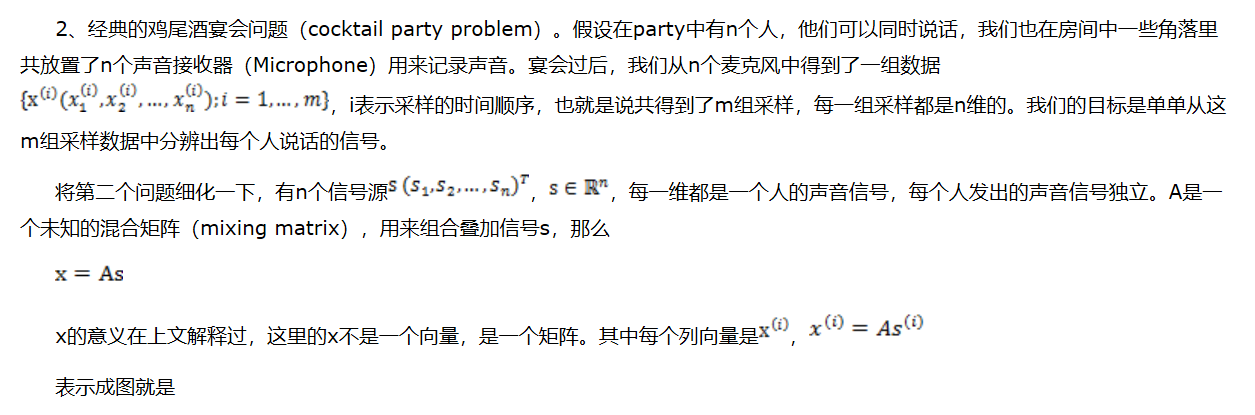 2、经典的鸡尾酒宴会问题（cocktail party problem）。假设在party中有n个人，他们可以同时说话，我们也在房间中一些角落里
共放置了n个声音接收器（Microphone）用来记录声音。宴会过后，我们从n个麦克风中得到了一组数据
{x^{(i)}(x_1^{(i)},x_2^{(i)},…,x_n^{(i)});i = 1,…,m}，i表示采样的时间顺序，也就是说共得到了m组采样，每一组采样都是n维的。我们的目标是单单从这
m组采样数据中分辨出每个人说话的信号。
将第二个问题细化一下，有n个信号源s (s_1,s_2,…,s_n)^T，s ∈ ℝ^n，每一维都是一个人的声音信号，每个人发出的声音信号独立。A是一
个未知的混合矩阵（mixing matrix），用来组合叠加信号s，那么
x = As
x的意义在上文解释过，这里的x不是一个向量，是一个矩阵。其中每个列向量是x^{(i)}，x^{(i)} = As^{(i)}
表示成图就是